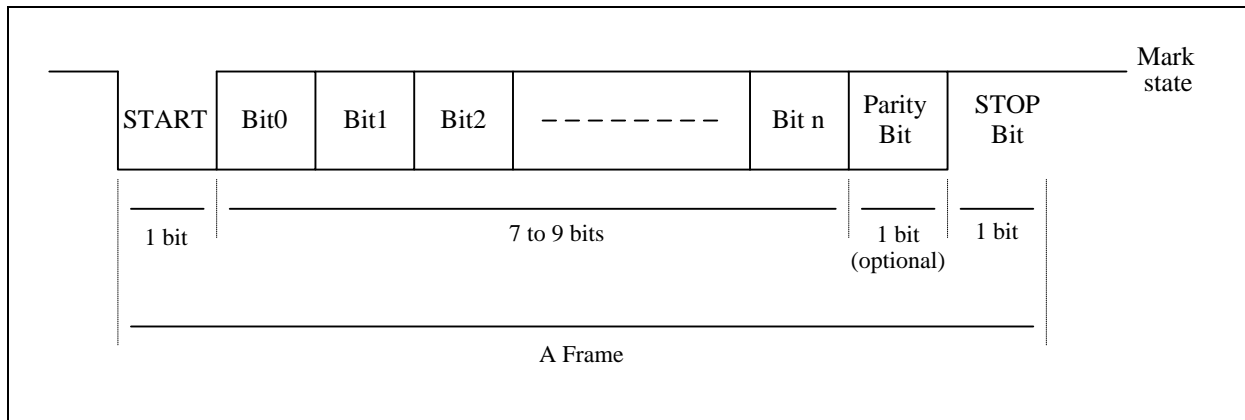 Mark
state
START Bit0 Bit1 Bit2 Bit n Parity
Bit STOP
Bit
1 bit 7 to 9 bits 1 bit
(optional) 1 bit
A Frame